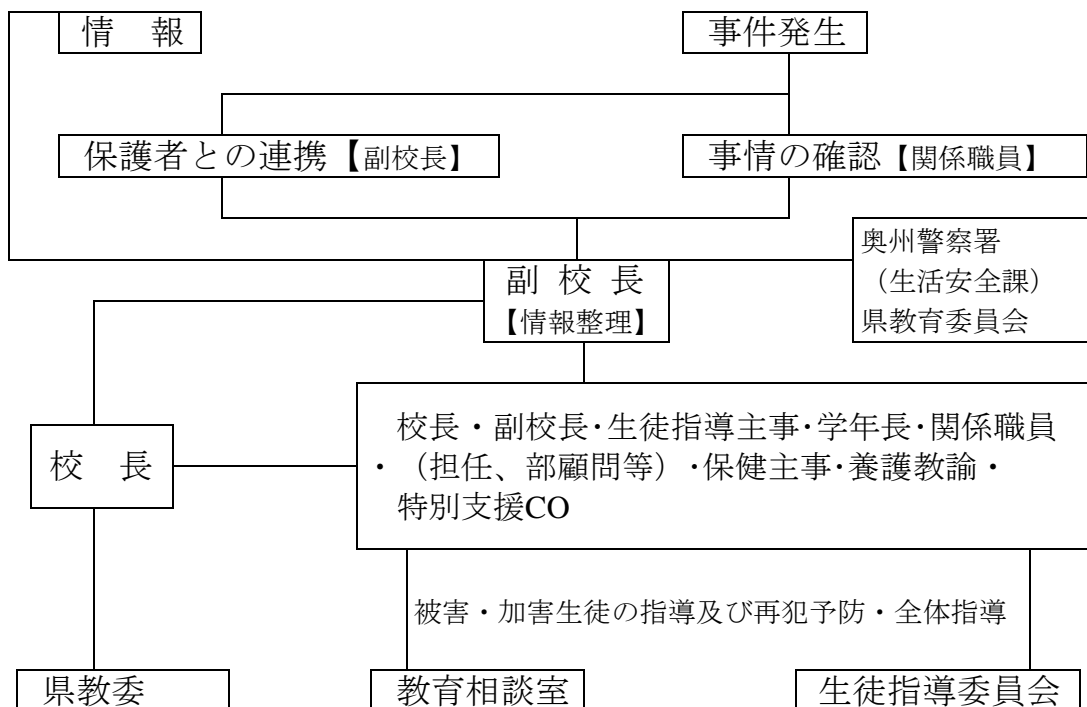 情　報
事件発生
保護者との連携【副校長】
事情の確認【関係職員】
奥州警察署
（生活安全課）
県教育委員会
副 校 長
【情報整理】
校長・副校長・生徒指導主事・学年長・関係職員
・（担任、部顧問等）・保健主事・養護教諭・
特別支援CO
校　長
被害・加害生徒の指導及び再犯予防・全体指導
県教委
教育相談室
生徒指導委員会